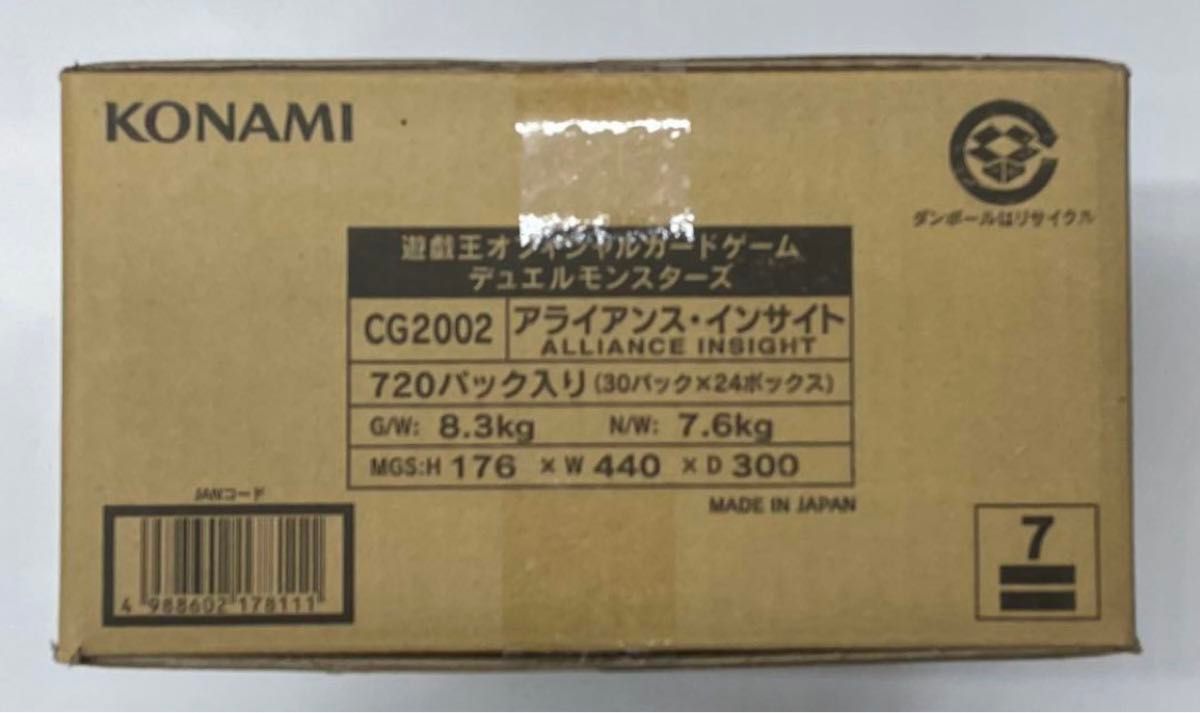 KONAMI
ダンボールはリサイクル
遊戯王オフィシャルカードゲーム
デュエルモンスターズ
CG2002 アライアンス・インサイト
ALLIANCE INSIGHT
720パック入り (30パック×24ボックス)
G/W: 8.3kg N/W: 7.6kg
MGS:H 176 × W 440 × D 300
MADE IN JAPAN
JANコード
4 988602 178111
7